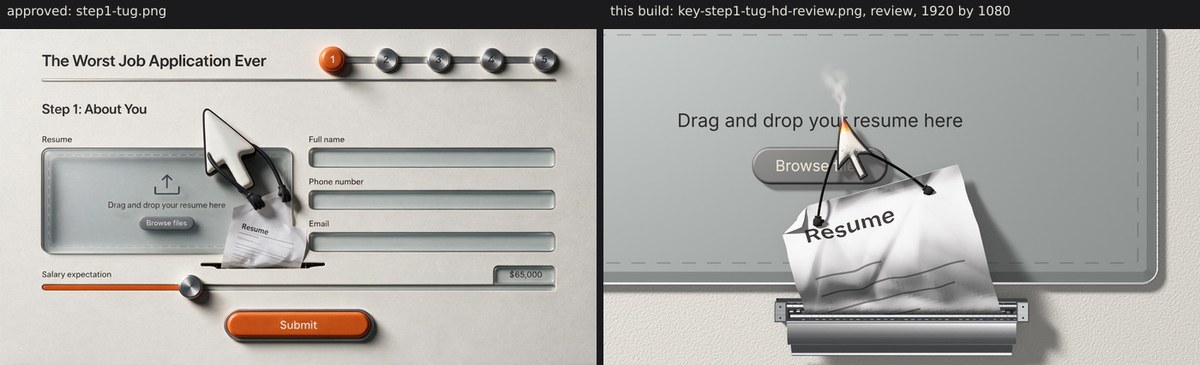 approved: step1-tug.png
The Worst Job Application Ever
1 2 3 4 5
Step 1: About You
Resume
Drag and drop your resume here
Browse files
Resume
Full name
Phone number
Email
Salary expectation
$65,000
Submit
this build: key-step1-tug-hd-review.png, review, 1920 by 1080
Drag and drop your resume here
Browse
Resume